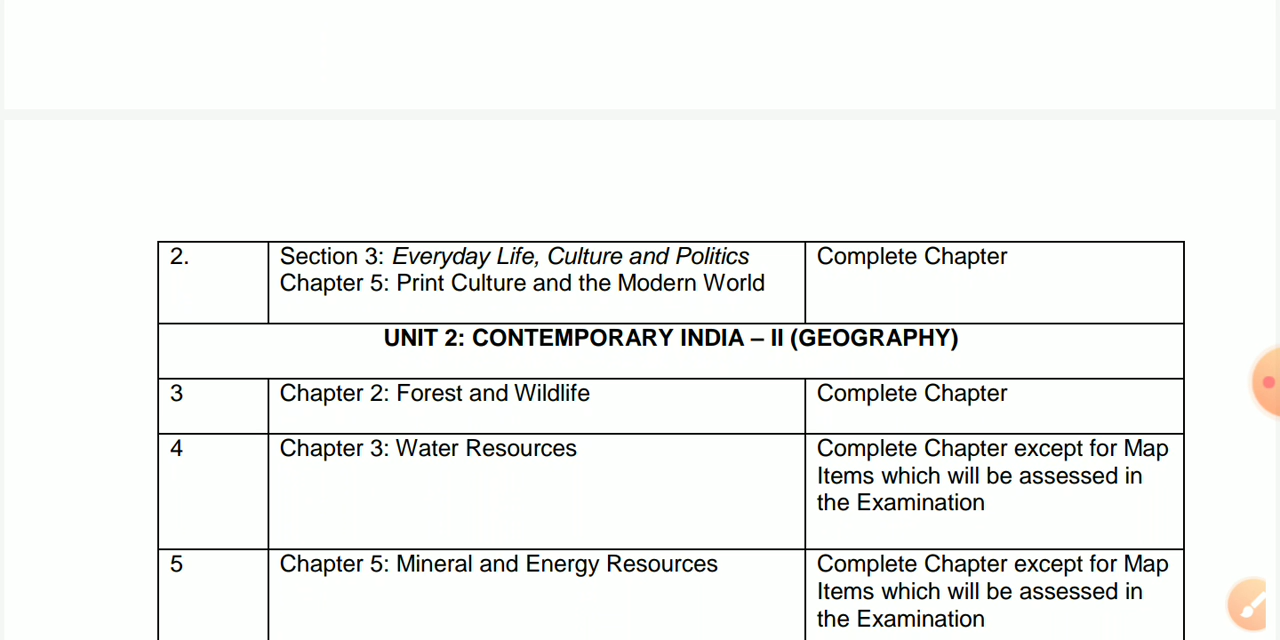 2.
Section 3: Everyday Life, Culture and Politics
Chapter 5: Print Culture and the Modern World
Complete Chapter
UNIT 2: CONTEMPORARY INDIA – II (GEOGRAPHY)
3
Chapter 2: Forest and Wildlife
Complete Chapter
4
Chapter 3: Water Resources
Complete Chapter except for Map
Items which will be assessed in
the Examination
5
Chapter 5: Mineral and Energy Resources
Complete Chapter except for Map
Items which will be assessed in
the Examination